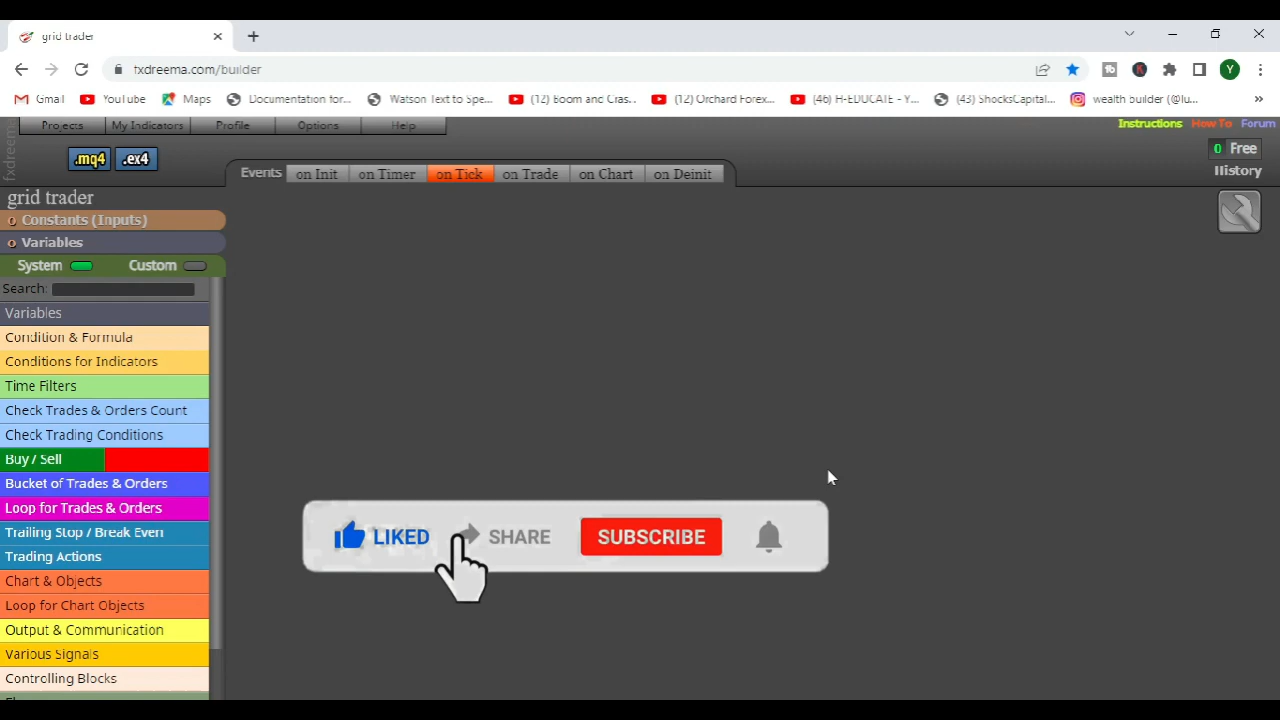 grid trader
fxdreema.com/builder
Gmail YouTube Maps Documentation for... Watson Text to Spe... (12) Boom and Cras... (12) Orchard Forex... (46) H-EDUCATE - Y... (43) ShocksCapital... wealth builder (@lu... »
Projects My Indicators Profile Options Help Instructions How To Forum
fxdreema
.mq4 .ex4 0 Free
Events on Init on Timer on Tick on Trade on Chart on Deinit History
grid trader
Constants (Inputs)
Variables
System Custom
Search:
Variables
Condition & Formula
Conditions for Indicators
Time Filters
Check Trades & Orders Count
Check Trading Conditions
Buy / Sell
Bucket of Trades & Orders
Loop for Trades & Orders
LIKED SHARE SUBSCRIBE
Trailing Stop / Break Even
Trading Actions
Chart & Objects
Loop for Chart Objects
Output & Communication
Various Signals
Controlling Blocks